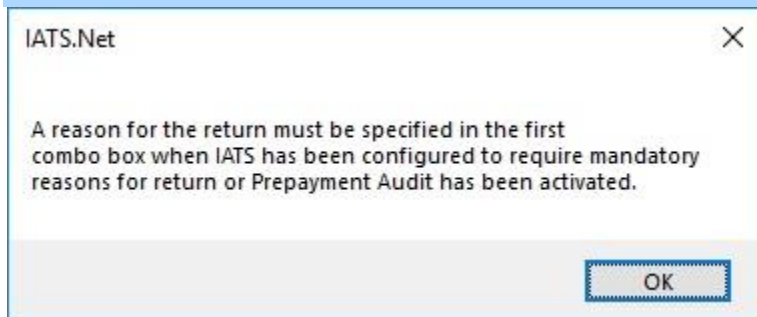 IATS.Net
A reason for the return must be specified in the first
combo box when IATS has been configured to require mandatory
reasons for return or Prepayment Audit has been activated.
OK